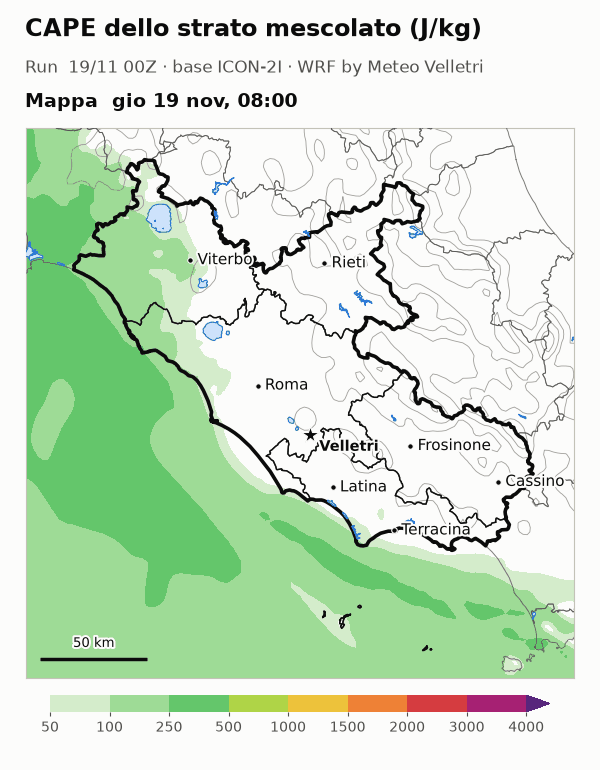 CAPE dello strato mescolato (J/kg)
Run  19/11 00Z · base ICON-2I · WRF by Meteo Velletri
Mappa  gio 19 nov, 08:00
Viterbo
Rieti
Roma
Velletri
Frosinone
Latina
Cassino
Terracina
50 km
50 100 250 500 1000 1500 2000 3000 4000